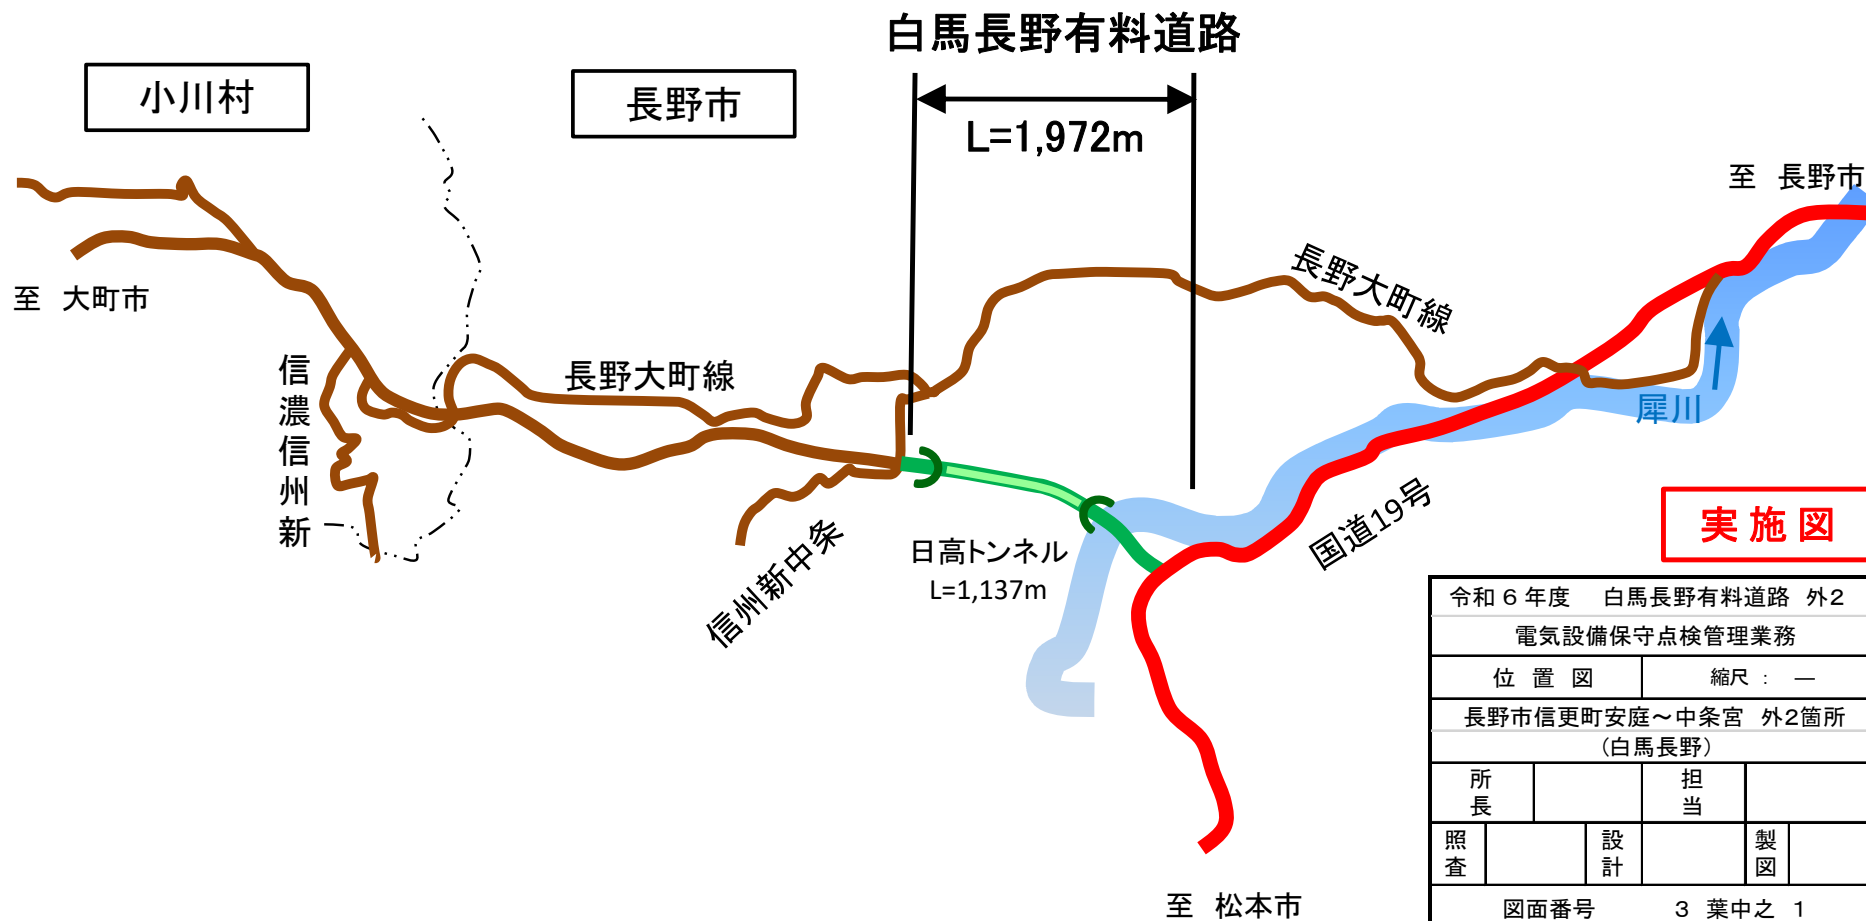 白馬長野有料道路
小川村
長野市
L=1,972m
至 長野市
至 大町市
長野大町線
長野大町線
信濃信州新
犀川
国道19号
実施図
日高トンネル
L=1,137m
信州新中条
令和6年度 白馬長野有料道路 外2
電気設備保守点検管理業務
位置図 縮尺 : ―
長野市信更町安庭～中条宮 外2箇所
(白馬長野)
所長 担当
照査 設計 製図
図面番号 3 葉中之 1
至 松本市